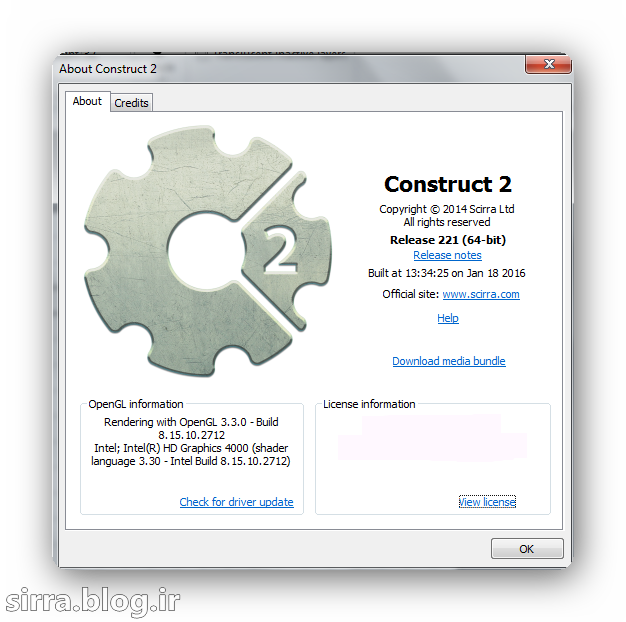 About Construct 2
About
Credits
2
Construct 2
Copyright © 2014 Scirra Ltd
All rights reserved
Release 221 (64-bit)
Release notes
Built at 13:34:25 on Jan 18 2016
Official site: www.scirra.com
Help
Download media bundle
OpenGL information
Rendering with OpenGL 3.3.0 - Build
8.15.10.2712
Intel; Intel(R) HD Graphics 4000 (shader
language 3.30 - Intel Build 8.15.10.2712)
Check for driver update
License information
View license
OK
sirra.blog.ir